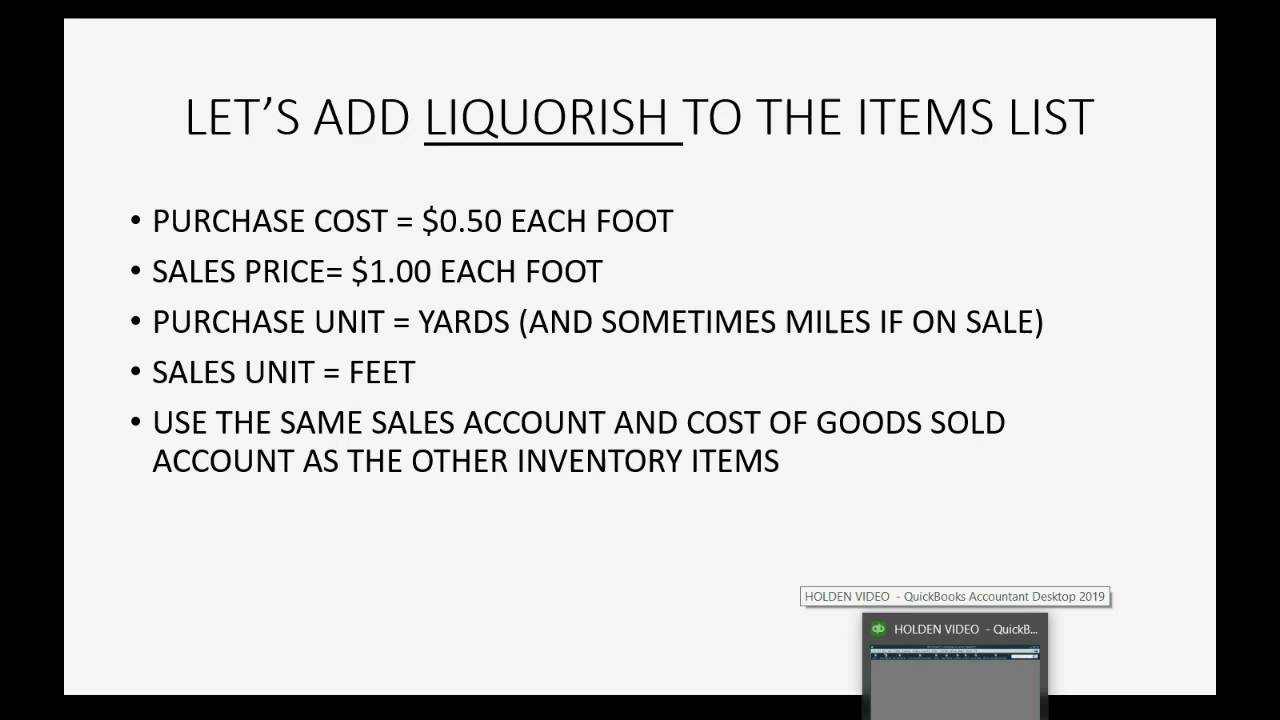 LET’S ADD LIQUORISH TO THE ITEMS LIST
• PURCHASE COST = $0.50 EACH FOOT
• SALES PRICE= $1.00 EACH FOOT
• PURCHASE UNIT = YARDS (AND SOMETIMES MILES IF ON SALE)
• SALES UNIT = FEET
• USE THE SAME SALES ACCOUNT AND COST OF GOODS SOLD
ACCOUNT AS THE OTHER INVENTORY ITEMS
HOLDEN VIDEO - QuickBooks Accountant Desktop 2019
qb HOLDEN VIDEO - QuickB...